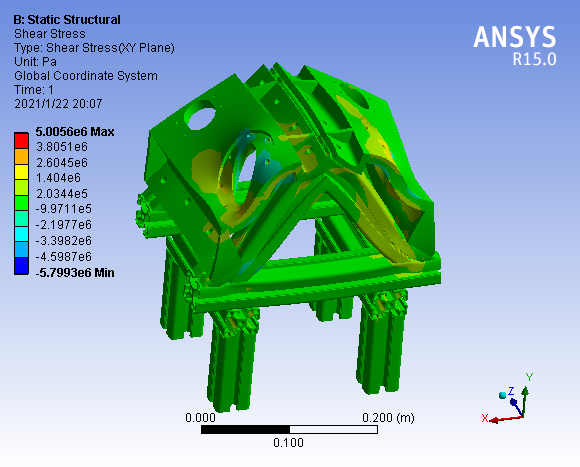 B: Static Structural
Shear Stress
Type: Shear Stress(XY Plane)
Unit: Pa
Global Coordinate System
Time: 1
2021/1/22 20:07
ANSYS
R15.0
5.0056e6 Max
3.8051e6
2.6045e6
1.404e6
2.0344e5
-9.9711e5
-2.1977e6
-3.3982e6
-4.5987e6
-5.7993e6 Min
0.000
0.200 (m)
0.100
Y
Z
X